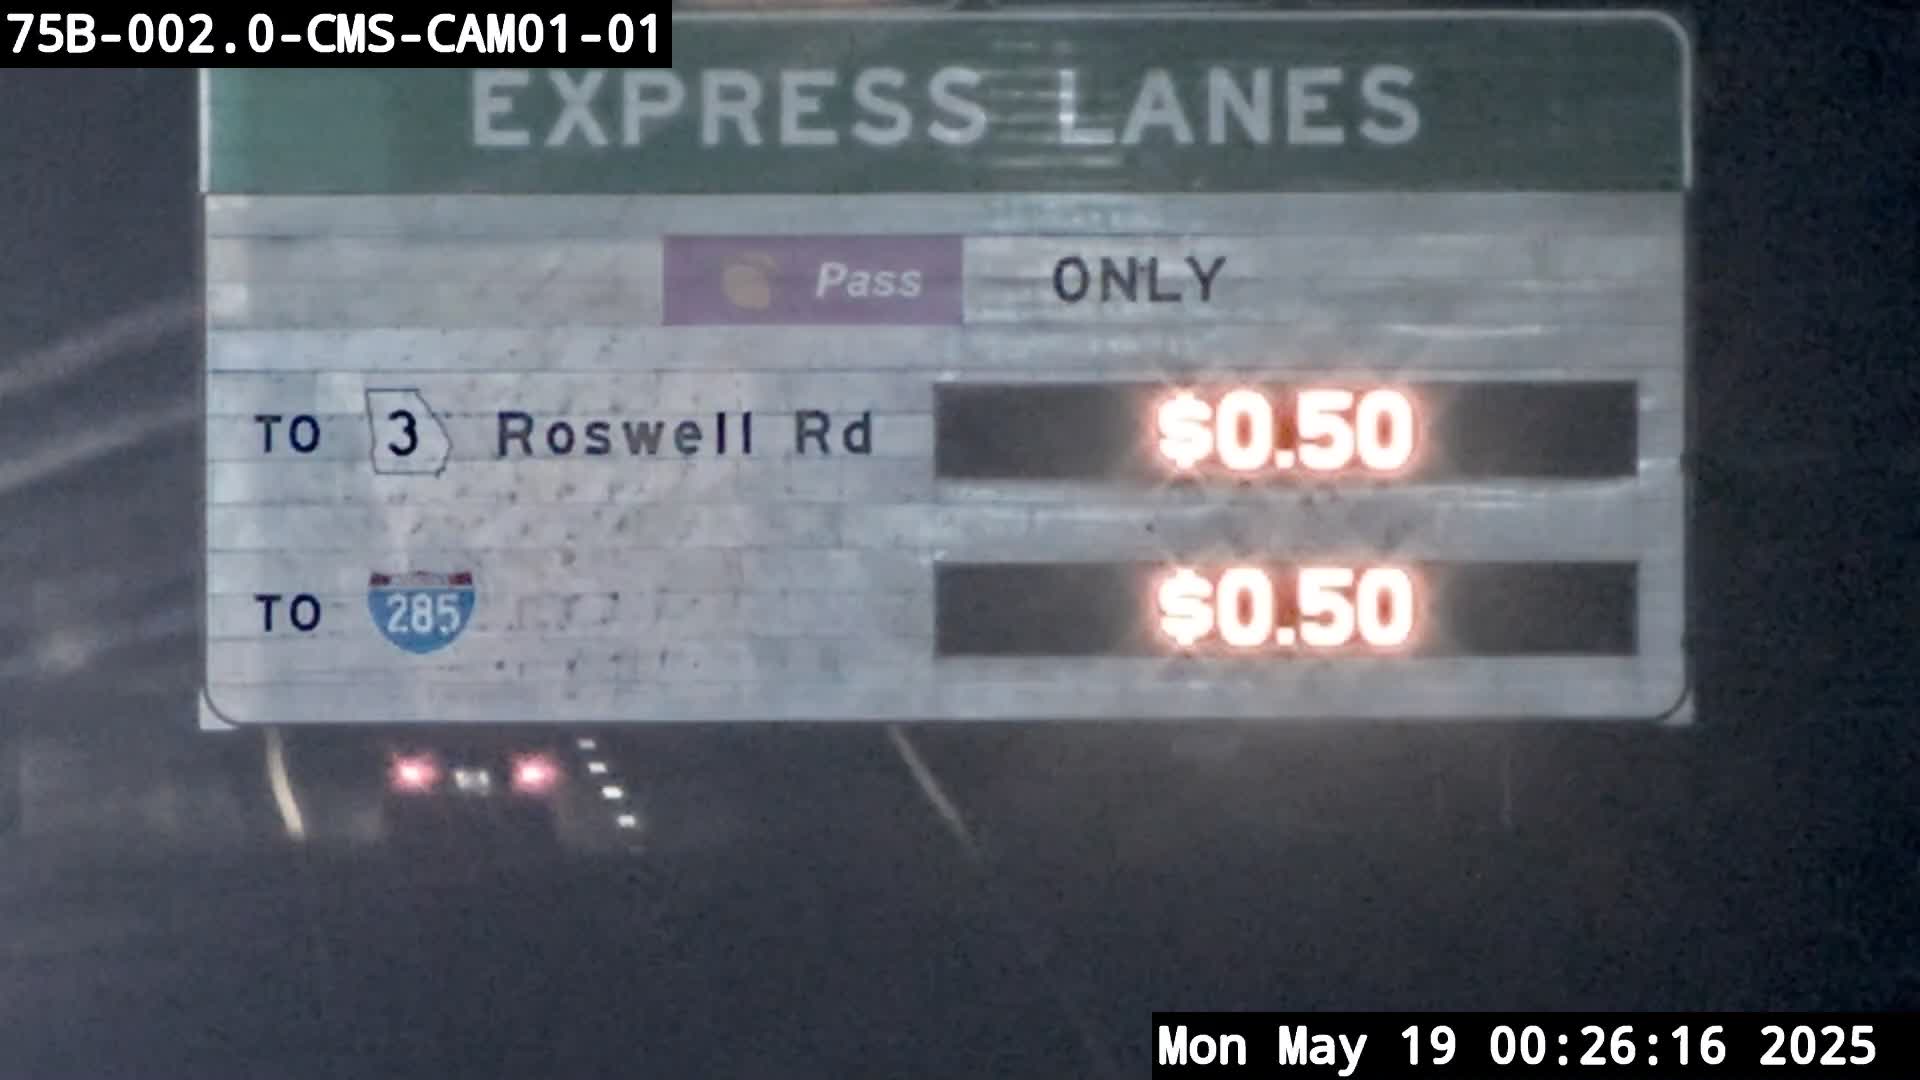 75B-002.0-CMS-CAM01-01
EXPRESS LANES
Pass ONLY
TO 3 Roswell Rd $0.50
TO 285 $0.50
Mon May 19 00:26:16 2025